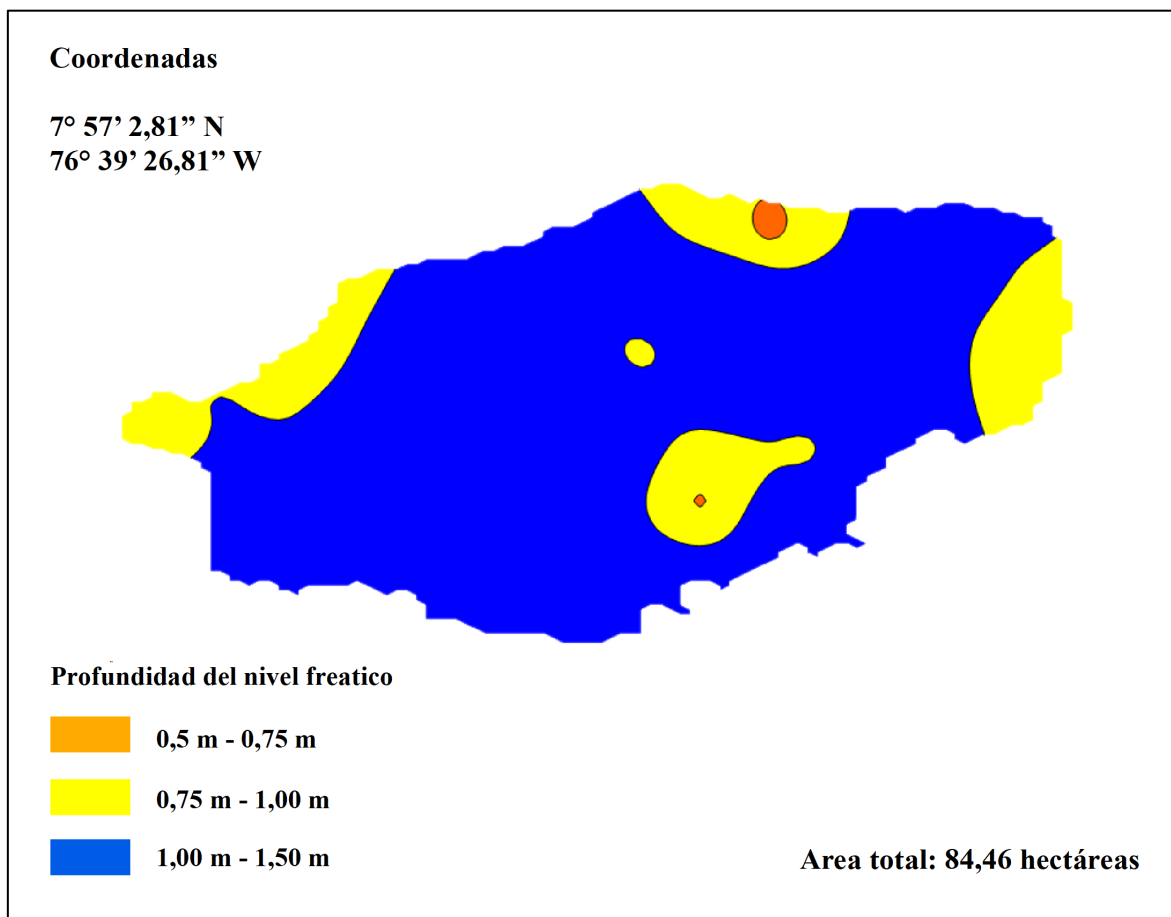 Coordenadas
7° 57’ 2,81” N
76° 39’ 26,81” W
Profundidad del nivel freatico
0,5 m - 0,75 m
0,75 m - 1,00 m
1,00 m - 1,50 m
Area total: 84,46 hectáreas